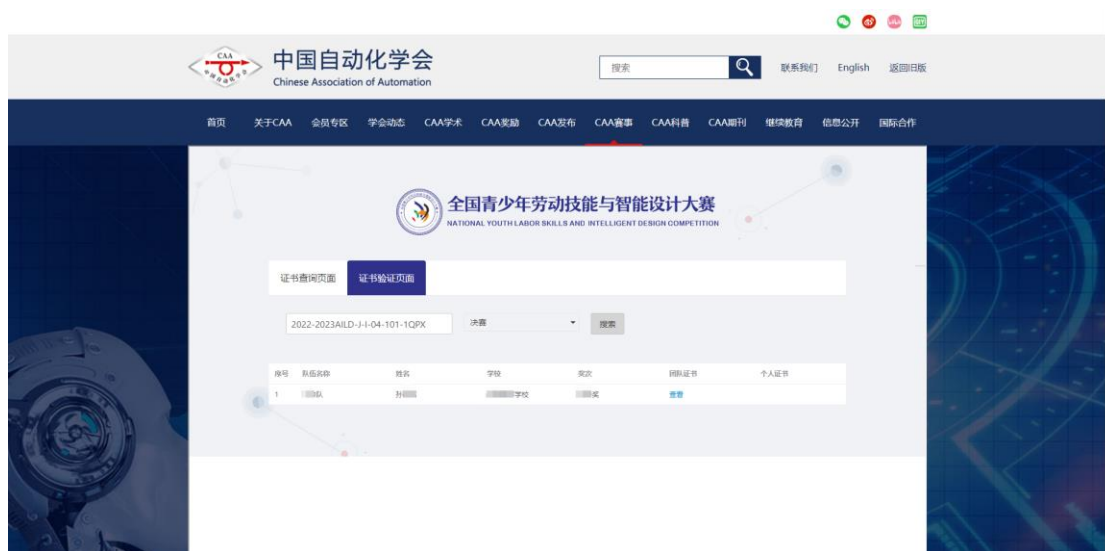 CAA
中国自动化学会
Chinese Association of Automation
搜索
联系我们 English 返回旧版
首页 关于CAA 会员专区 学会动态 CAA学术 CAA奖励 CAA发布 CAA赛事 CAA科普 CAA期刊 继续教育 信息公开 国际合作
全国青少年劳动技能与智能设计大赛
NATIONAL YOUTH LABOR SKILLS AND INTELLIGENT DESIGN COMPETITION
证书查询页面 证书验证页面
2022-2023AILD-J-I-04-101-1QPX 决赛 搜索
序号 队伍名称 姓名 学校 奖次 团队证书 个人证书
1 队 孙 学校 奖 查看